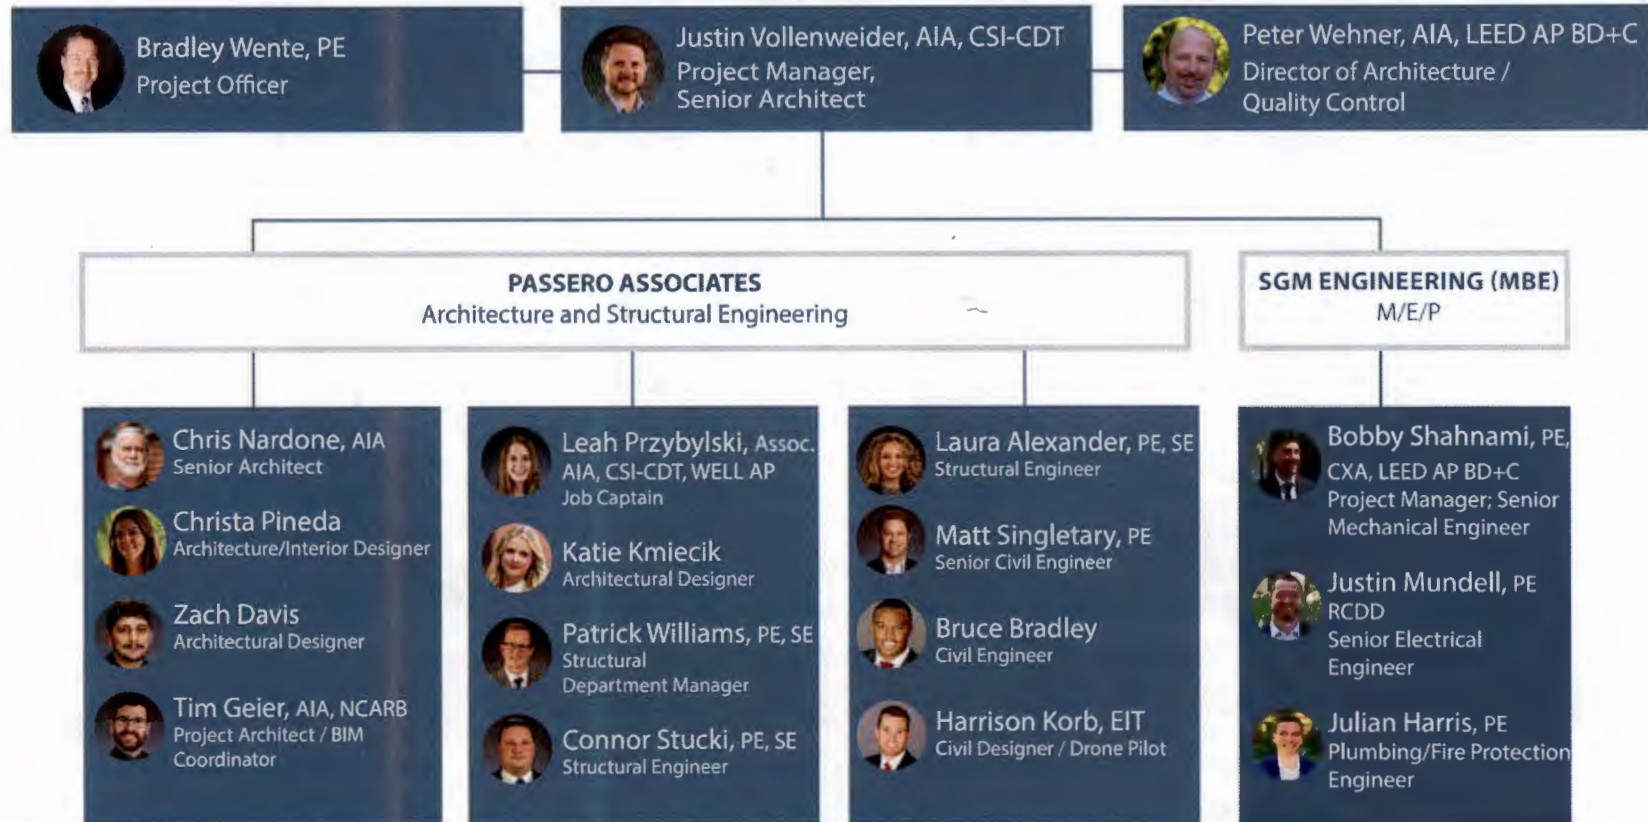 Bradley Wente, PE
Project Officer
Justin Vollenweider, AIA, CSI-CDT
Project Manager,
Senior Architect
Peter Wehner, AIA, LEED AP BD+C
Director of Architecture /
Quality Control
PASSERO ASSOCIATES
Architecture and Structural Engineering
SGM ENGINEERING (MBE)
M/E/P
Chris Nardone, AIA
Senior Architect
Christa Pineda
Architecture/Interior Designer
Zach Davis
Architectural Designer
Tim Geier, AIA, NCARB
Project Architect / BIM
Coordinator
Leah Przybylski, Assoc.
AIA, CSI-CDT, WELL AP
Job Captain
Katie Kmiecik
Architectural Designer
Patrick Williams, PE, SE
Structural
Department Manager
Connor Stucki, PE, SE
Structural Engineer
Laura Alexander, PE, SE
Structural Engineer
Matt Singletary, PE
Senior Civil Engineer
Bruce Bradley
Civil Engineer
Harrison Korb, EIT
Civil Designer / Drone Pilot
Bobby Shahnami, PE,
CXA, LEED AP BD+C
Project Manager; Senior
Mechanical Engineer
Justin Mundell, PE
RCDD
Senior Electrical
Engineer
Julian Harris, PE
Plumbing/Fire Protection
Engineer